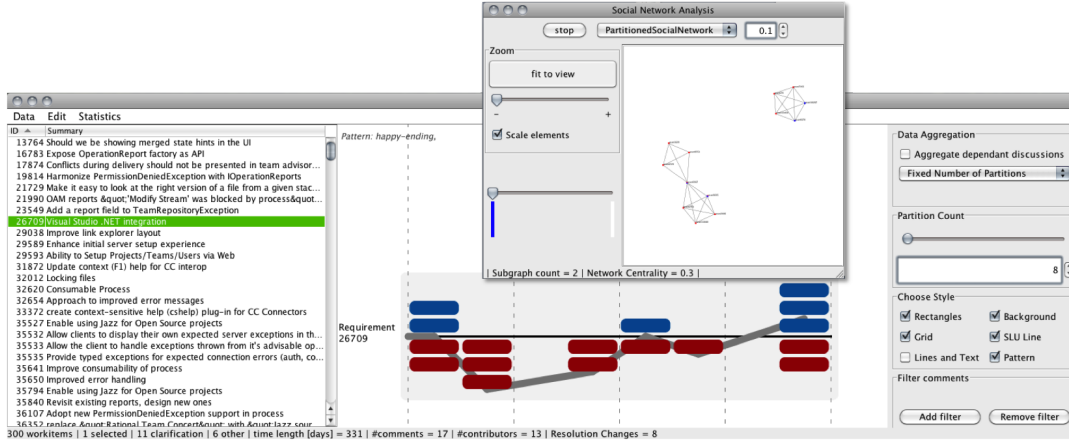 Social Network Analysis
stop PartitionedSocialNetwork 0.1
Zoom
fit to view
- +
Scale elements
| Subgraph count = 2 | Network Centrality = 0.3 |
Data Edit Statistics
ID Summary
13764 Should we be showing merged state hints in the UI
16783 Expose OperationReport factory as API
17874 Conflicts during delivery should not be presented in team advisor...
19814 Harmonize PermissionDeniedException with IOperationReports
21729 Make it easy to look at the right version of a file from a given stac...
21990 OAM reports &quot;'Modify Stream' was blocked by process&quot...
23549 Add a report field to TeamRepositoryException
26709 Visual Studio .NET integration
29038 Improve link explorer layout
29589 Enhance initial server setup experience
29593 Ability to Setup Projects/Teams/Users via Web
31872 Update context (F1) help for CC interop
32012 Locking files
32620 Consumable Process
32654 Approach to improved error messages
33372 create context-sensitive help (cshelp) plug-in for CC Connectors
35527 Enable using Jazz for Open Source projects
35532 Allow clients to display their own expected server exceptions in th...
35533 Allow the client to handle exceptions thrown from it's advisable op...
35535 Provide typed exceptions for expected connection errors (auth, co...
35641 Improve consumability of process
35650 Improved error handling
35794 Enable using Jazz for Open Source projects
35840 Revisit existing reports, design new ones
36107 Adopt new PermissionDeniedException support in process
36352 replace &quot;Rational Team Concert&quot; with &quot;Jazz sour
Pattern: happy-ending,
Requirement
26709
Data Aggregation
Aggregate dependant discussions
Fixed Number of Partitions
Partition Count
8
Choose Style
Rectangles Background
Grid SLU Line
Lines and Text Pattern
Filter comments
Add filter Remove filter
300 workitems | 1 selected | 11 clarification | 6 other | time length [days] = 331 | #comments = 17 | #contributors = 13 | Resolution Changes = 8